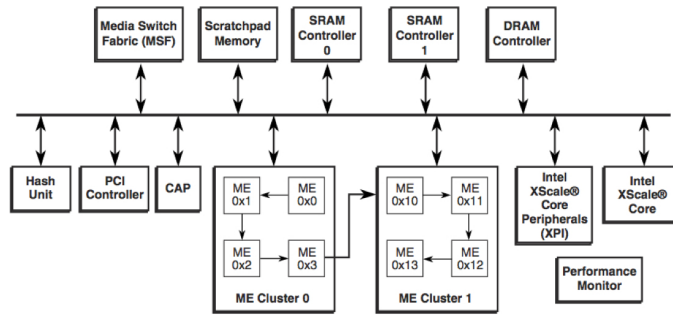 Media Switch
Fabric (MSF)
Scratchpad
Memory
SRAM
Controller
0
SRAM
Controller
1
DRAM
Controller
Hash
Unit
PCI
Controller
CAP
ME
0x1
ME
0x0
ME
0x2
ME
0x3
ME Cluster 0
ME
0x10
ME
0x11
ME
0x13
ME
0x12
ME Cluster 1
Intel
XScale®
Core
Peripherals
(XPI)
Intel
XScale®
Core
Performance
Monitor